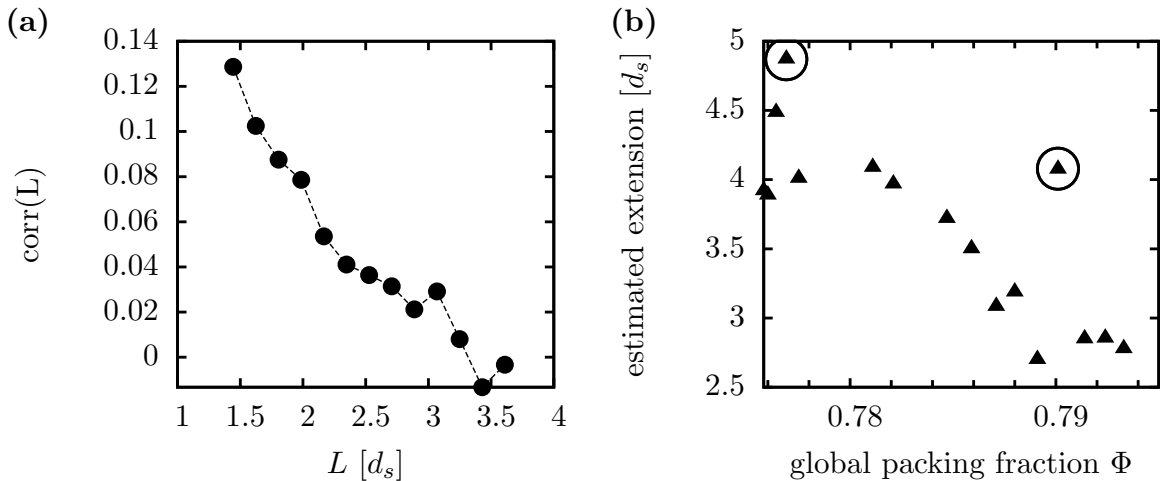 (a)
0.14
0.12
0.1
0.08
0.06
0.04
0.02
0
corr(L)
1 1.5 2 2.5 3 3.5 4
L [d_s]
(b)
5
4.5
4
3.5
3
2.5
estimated extension [d_s]
0.78 0.79
global packing fraction Φ